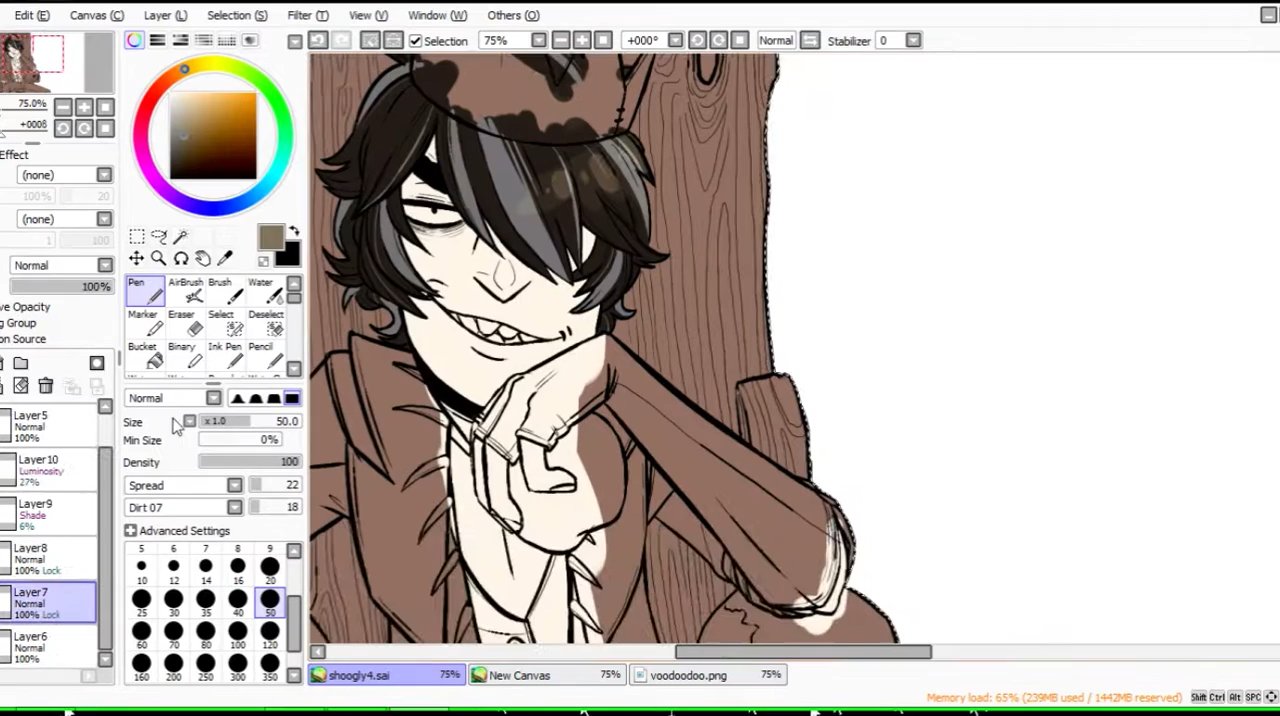 Edit (E) Canvas (C) Layer (L) Selection (S) Filter (T) View (V) Window (W) Others (O)
Selection 75% +000° Normal Stabilizer 0
75.0%
+000
Effect
(none)
100% 20
(none)
1 100
Normal
100%
ve Opacity
ng Group
on Source
Layer5
Normal
100%
Layer10
Luminosity
27%
Layer9
Shade
6%
Layer8
Normal
100% Lock
Layer7
Normal
100% Lock
Layer6
Normal
100%
Pen AirBrush Brush Water
Marker Eraser Select Deselect
Bucket Binary Ink Pen Pencil
Normal
Size x 1.0 50.0
Min Size 0%
Density 100
Spread 22
Dirt 07 18
Advanced Settings
5 6 7 8 9
10 12 14 16 20
25 30 35 40 50
60 70 80 100 120
160 200 250 300 350
shoogly4.sai 75% New Canvas 75% voodoodoo.png 75%
Memory load: 65% (239MB used / 1442MB reserved) Shift Ctrl Alt SPC